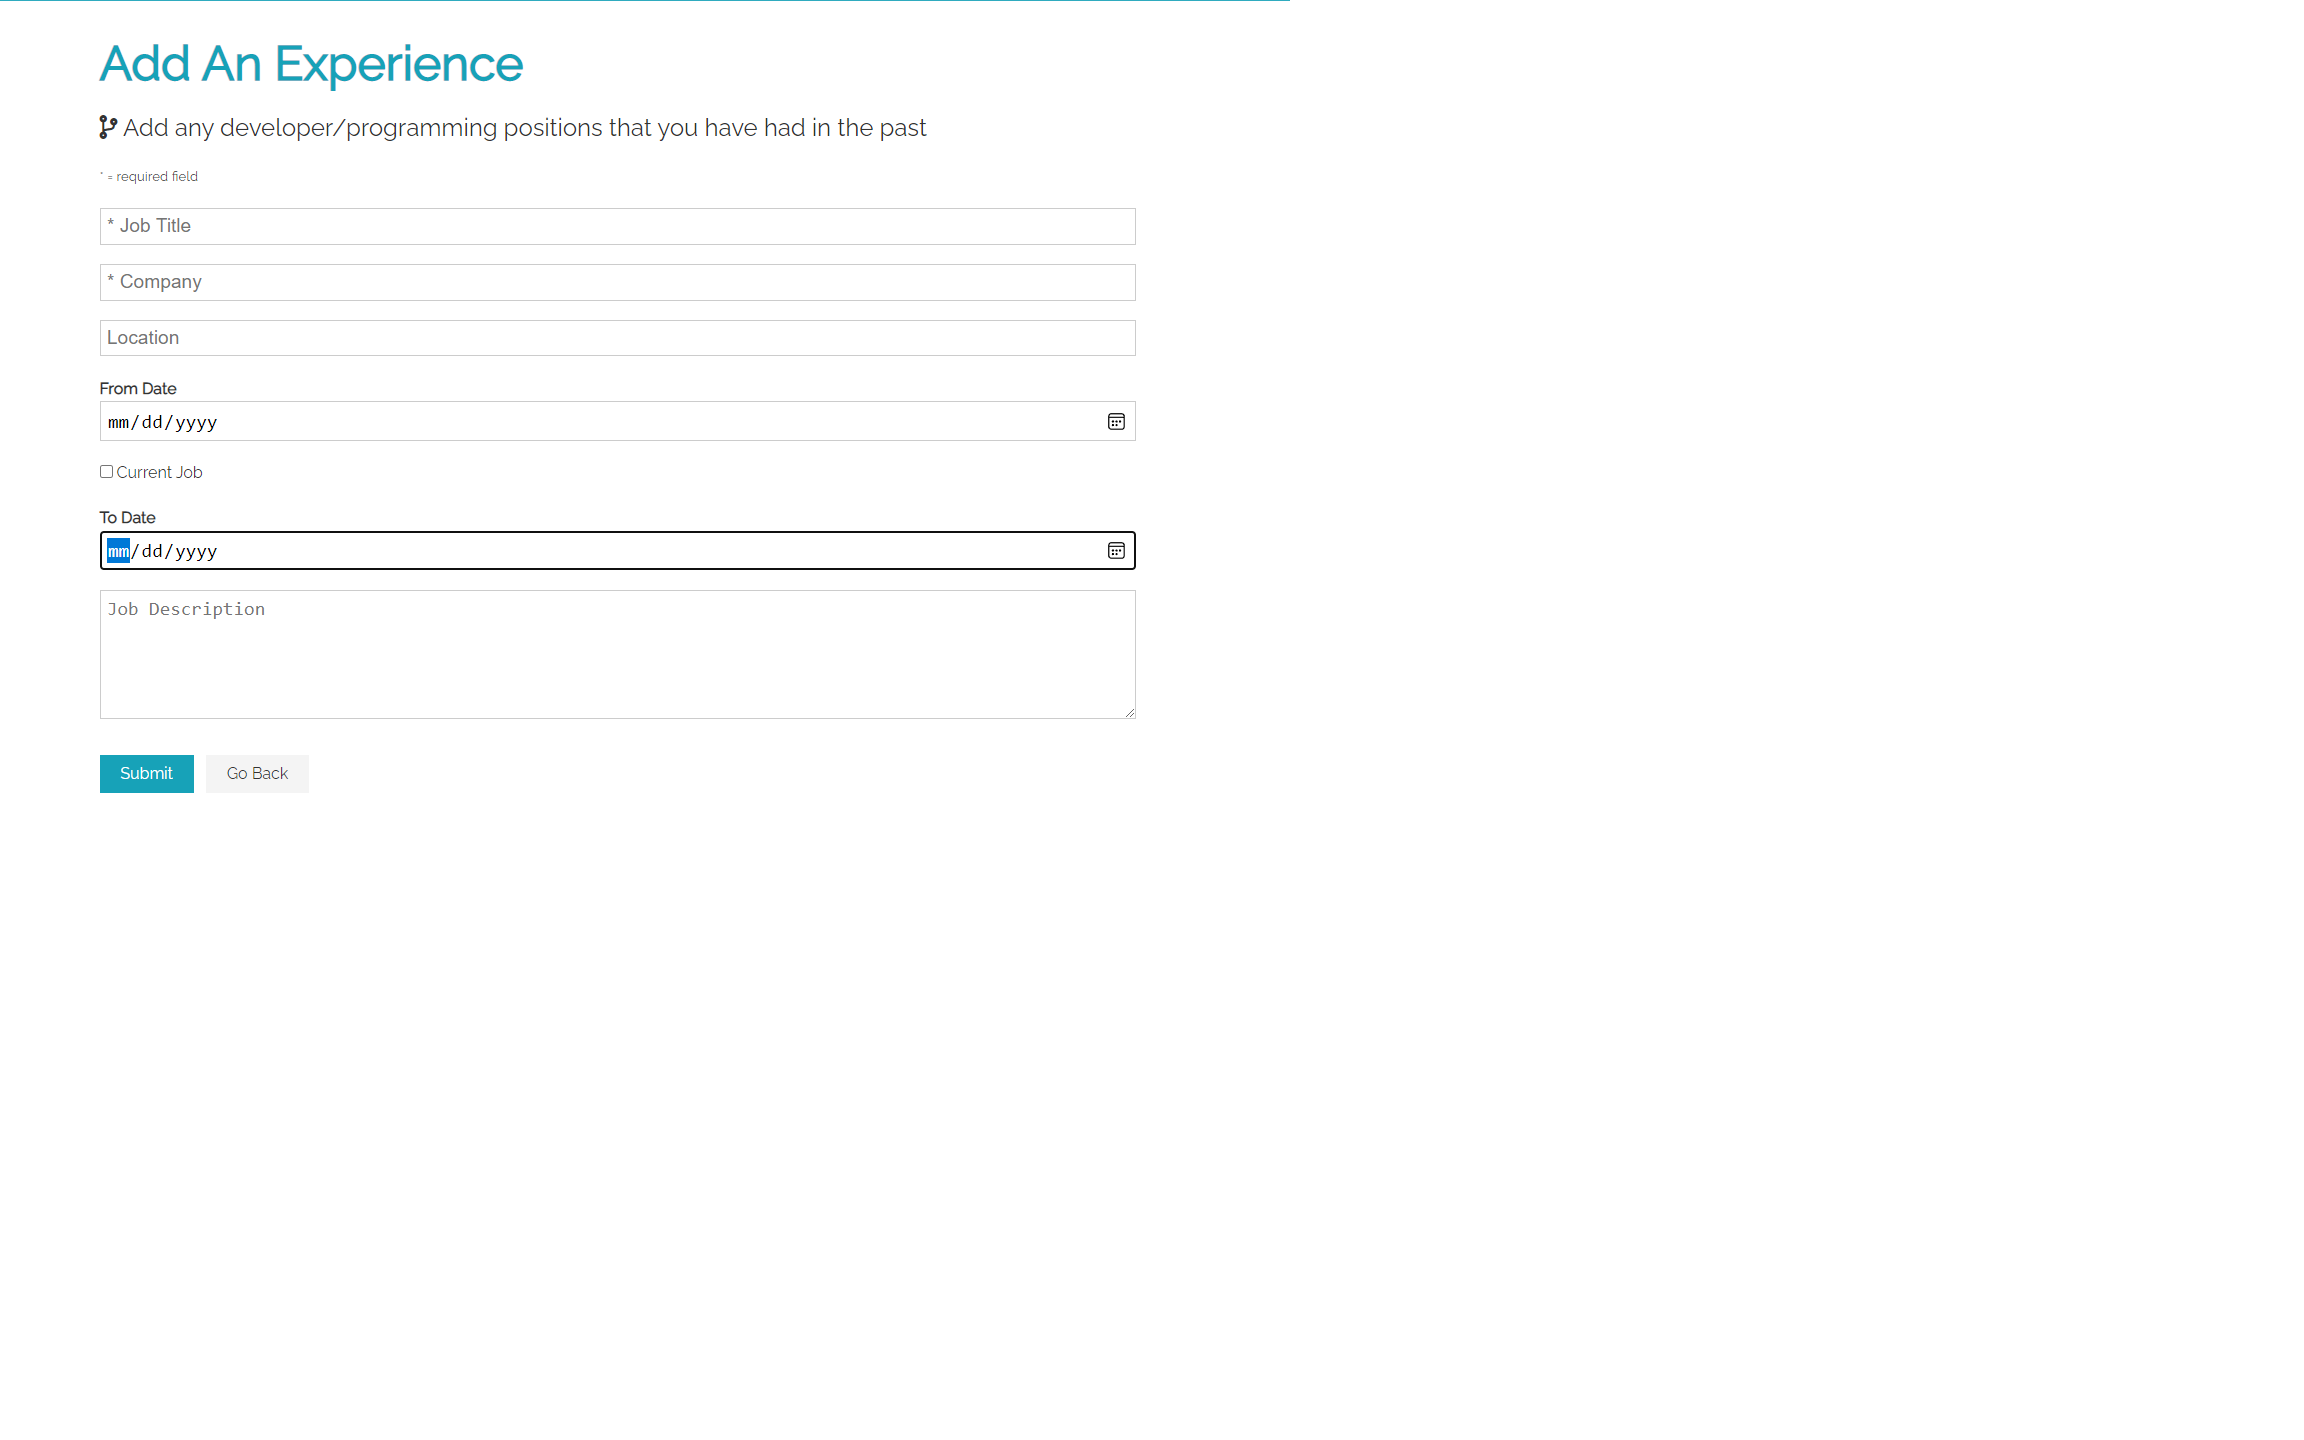 Add An Experience
Add any developer/programming positions that you have had in the past
* = required field
* Job Title
* Company
Location
From Date
mm/dd/yyyy
Current Job
To Date
mm/dd/yyyy
Job Description
Submit Go Back